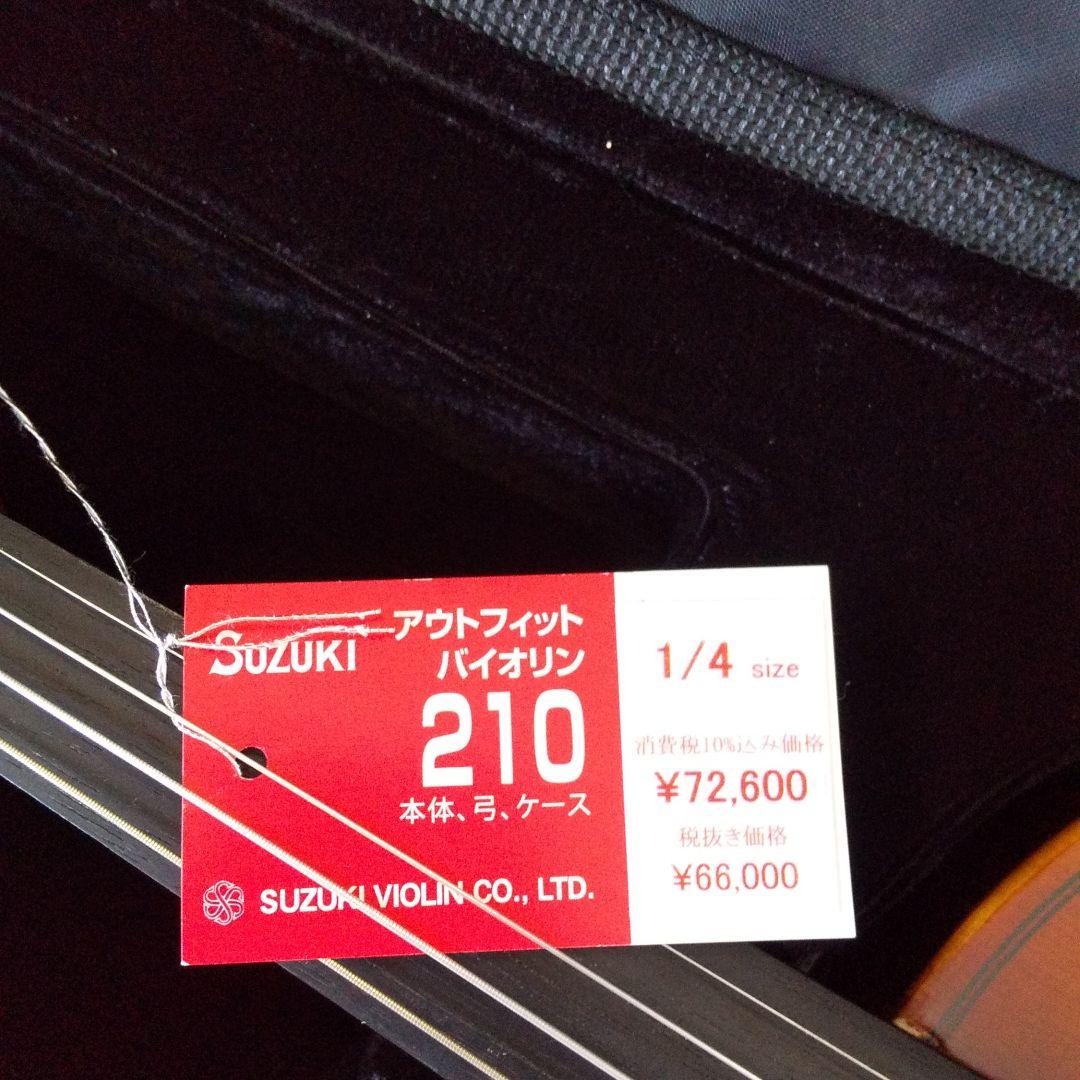 SUZUKI
アウトフィット
バイオリン
210
本体、弓、ケース
SUZUKI VIOLIN CO., LTD.
1/4 size
消費税10%込み価格
¥72,600
税抜き価格
¥66,000